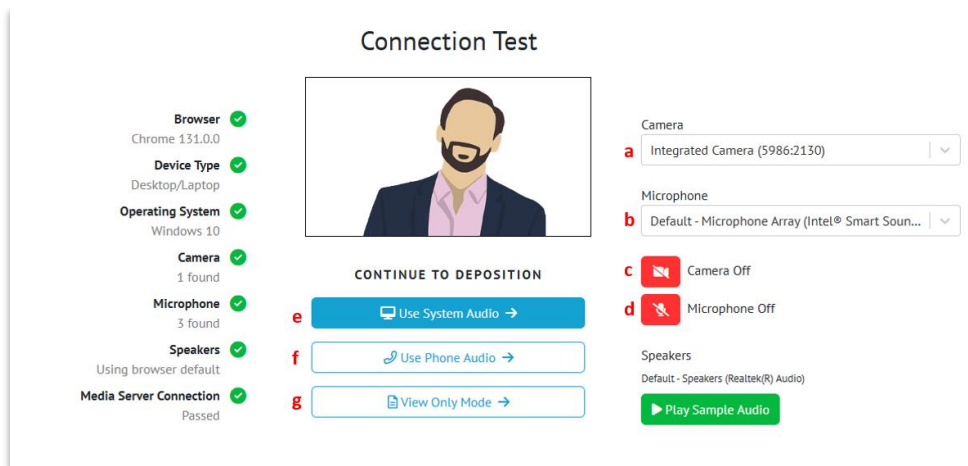 Connection Test
Browser
Chrome 131.0.0
Device Type
Desktop/Laptop
Operating System
Windows 10
Camera
1 found
Microphone
3 found
Speakers
Using browser default
Media Server Connection
Passed
CONTINUE TO DEPOSITION
e Use System Audio →
f Use Phone Audio →
g View Only Mode →
Camera
a Integrated Camera (5986:2130)
Microphone
b Default - Microphone Array (Intel® Smart Soun...
c Camera Off
d Microphone Off
Speakers
Default - Speakers (Realtek(R) Audio)
Play Sample Audio